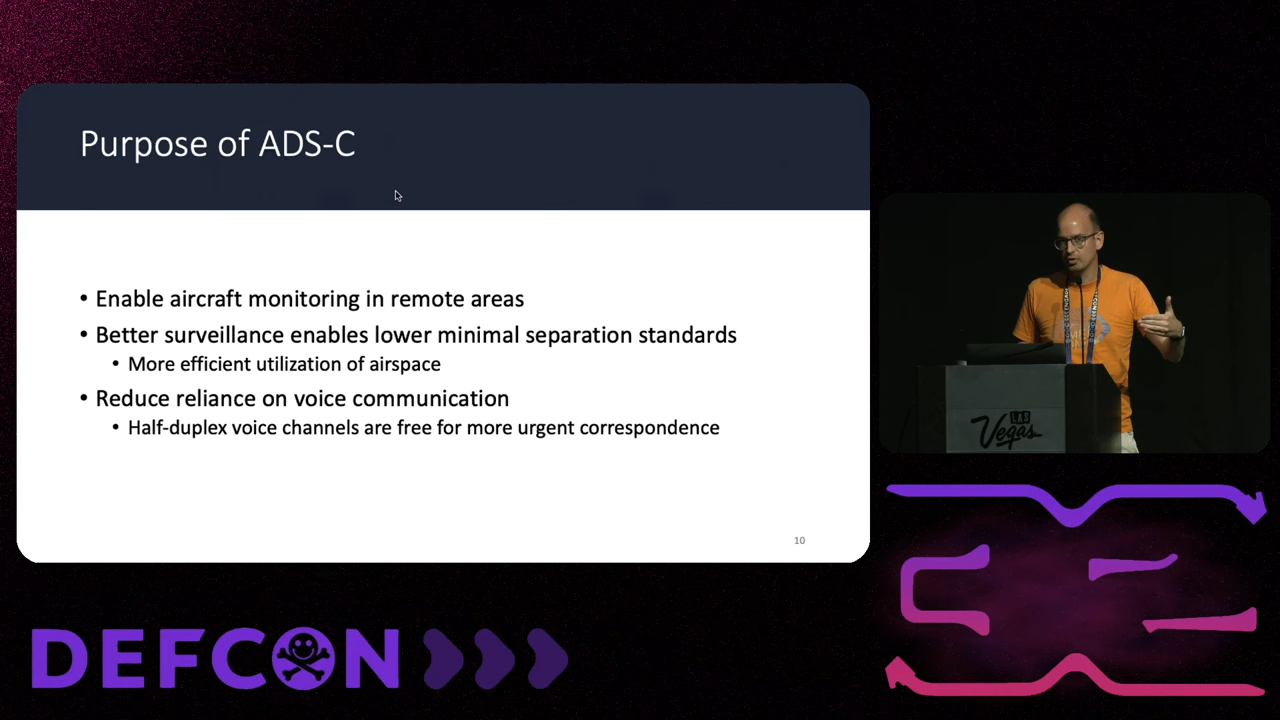 Purpose of ADS-C
• Enable aircraft monitoring in remote areas
• Better surveillance enables lower minimal separation standards
• More efficient utilization of airspace
• Reduce reliance on voice communication
• Half-duplex voice channels are free for more urgent correspondence
10
LAS
Vegas
DEFCON